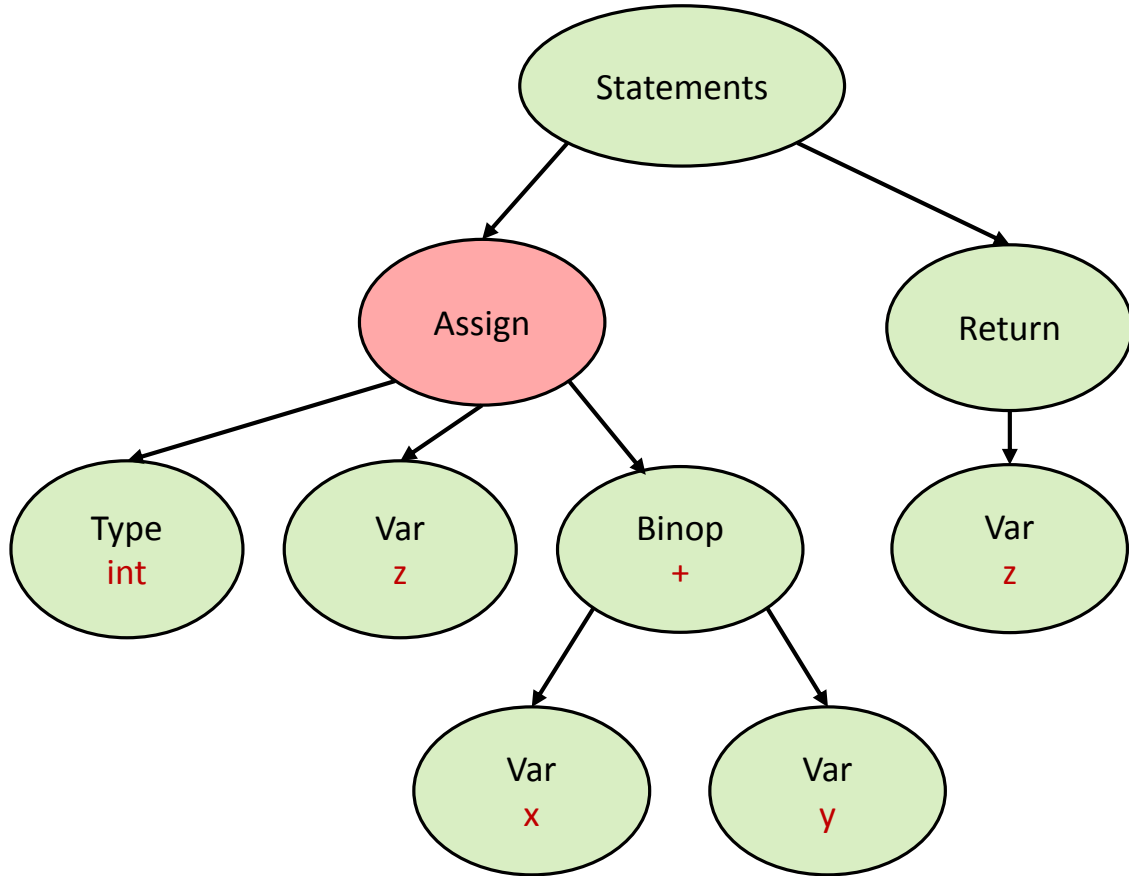 Statements
Assign
Return
Type
int
Var
z
Binop
+
Var
z
Var
x
Var
y